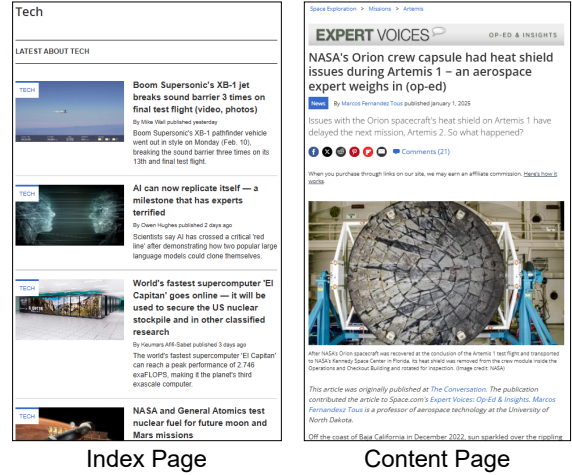 Tech
LATEST ABOUT TECH
TECH
Boom Supersonic's XB-1 jet
breaks sound barrier 3 times on
final test flight (video, photos)
By Mike Wall published yesterday
Boom Supersonic's XB-1 pathfinder vehicle
went out in style on Monday (Feb. 10),
breaking the sound barrier three times on its
13th and final test flight.
TECH
AI can now replicate itself — a
milestone that has experts
terrified
By Owen Hughes published 2 days ago
Scientists say AI has crossed a critical 'red
line' after demonstrating how two popular large
language models could clone themselves.
TECH
World's fastest supercomputer 'El
Capitan' goes online — it will be
used to secure the US nuclear
stockpile and in other classified
research
By Keumars Afifi-Sabet published 3 days ago
The world's fastest supercomputer 'El Capitan'
can reach a peak performance of 2.746
exaFLOPS, making it the planet's third
exascale computer.
TECH
NASA and General Atomics test
nuclear fuel for future moon and
Mars missions
Index Page
Space Exploration > Missions > Artemis
EXPERT VOICES OP-ED & INSIGHTS
NASA's Orion crew capsule had heat shield
issues during Artemis 1 − an aerospace
expert weighs in (op-ed)
News By Marcos Fernandez Tous published January 1, 2025
Issues with the Orion spacecraft's heat shield on Artemis 1 have
delayed the next mission, Artemis 2. So what happened?
Comments (21)
When you purchase through links on our site, we may earn an affiliate commission. Here's how it
works.
After NASA's Orion spacecraft was recovered at the conclusion of the Artemis 1 test flight and transported
to NASA's Kennedy Space Center in Florida, its heat shield was removed from the crew module inside the
Operations and Checkout Building and rotated for inspection. (Image credit: NASA)
This article was originally published at The Conversation. The publication
contributed the article to Space.com's Expert Voices: Op-Ed & Insights. Marcos
Fernandez Tous is a professor of aerospace technology at the University of
North Dakota.
Off the coast of Baja California in December 2022, sun sparkled over the rippling
Content Page